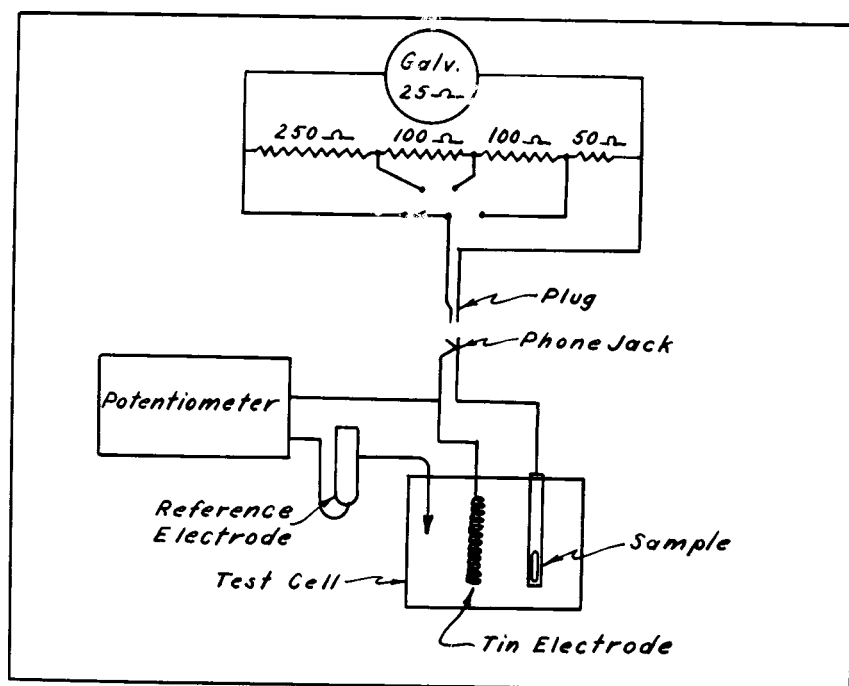 Galv.
25Ω
250Ω 100Ω 100Ω 50Ω
Plug
Phone Jack
Potentiometer
Reference
Electrode
Sample
Test Cell
Tin Electrode